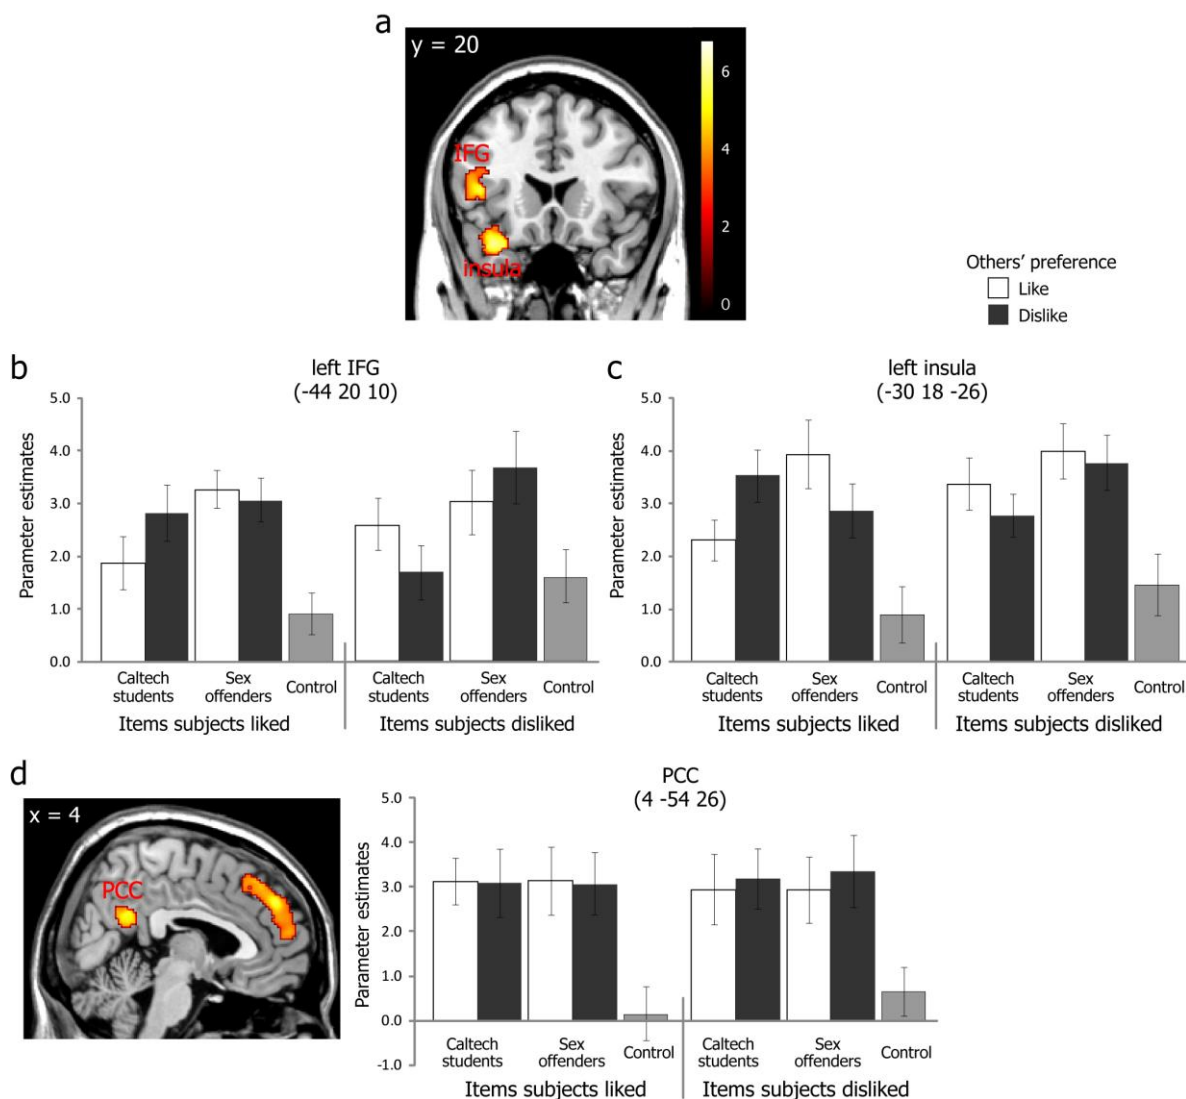 a
y = 20
6
4
2
0
IFG
insula
Others' preference
Like
Dislike
b
left IFG
(-44 20 10)
Parameter estimates
5.0
4.0
3.0
2.0
1.0
0.0
Caltech students
Sex offenders
Control
Caltech students
Sex offenders
Control
Items subjects liked
Items subjects disliked
c
left insula
(-30 18 -26)
Parameter estimates
5.0
4.0
3.0
2.0
1.0
0.0
Caltech students
Sex offenders
Control
Caltech students
Sex offenders
Control
Items subjects liked
Items subjects disliked
d
x = 4
PCC
PCC
(4 -54 26)
Parameter estimates
5.0
4.0
3.0
2.0
1.0
0.0
-1.0
Caltech students
Sex offenders
Control
Caltech students
Sex offenders
Control
Items subjects liked
Items subjects disliked